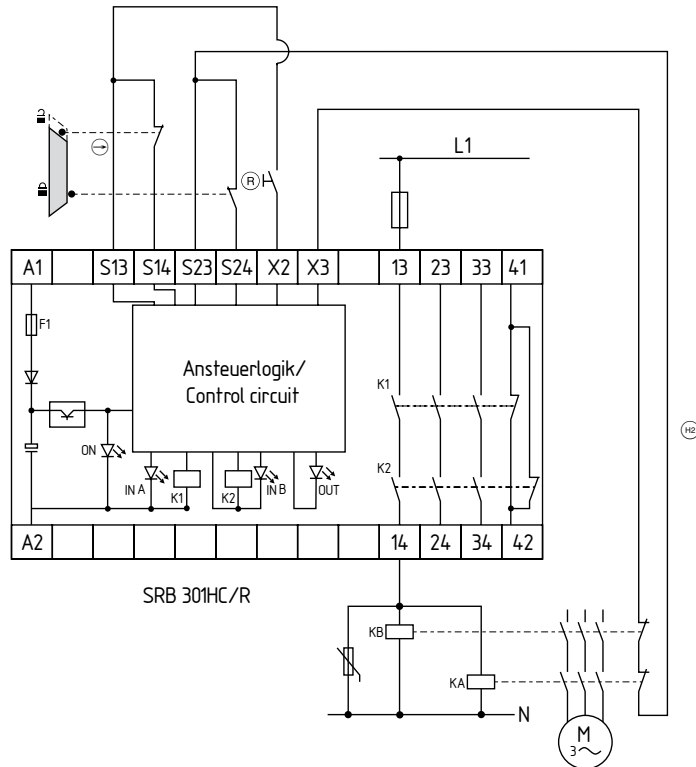 L1
R
A1 S13 S14 S23 S24 X2 X3 13 23 33 41
F1
Ansteuerlogik/
Control circuit
K1
H2
K2
ON
IN A
K1
K2
IN B
OUT
A2 14 24 34 42
SRB 301HC/R
KB
KA
N
M
3 ~